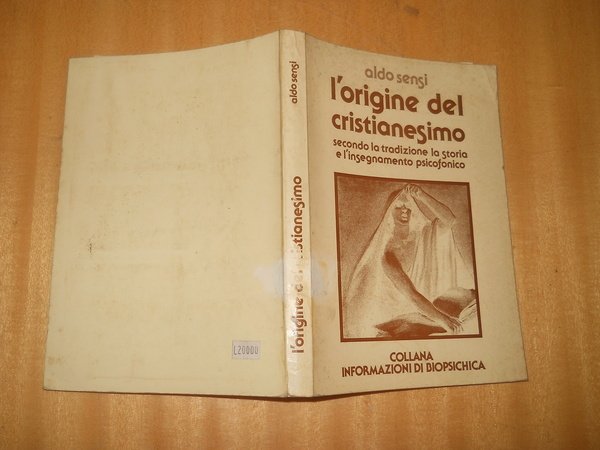 aldo sensi
l'origine del
cristianesimo
secondo la tradizione la storia
e l'insegnamento psicofonico
COLLANA
INFORMAZIONI DI BIOPSICHICA
aldo sensi
l'origine del cristianesimo
L20000